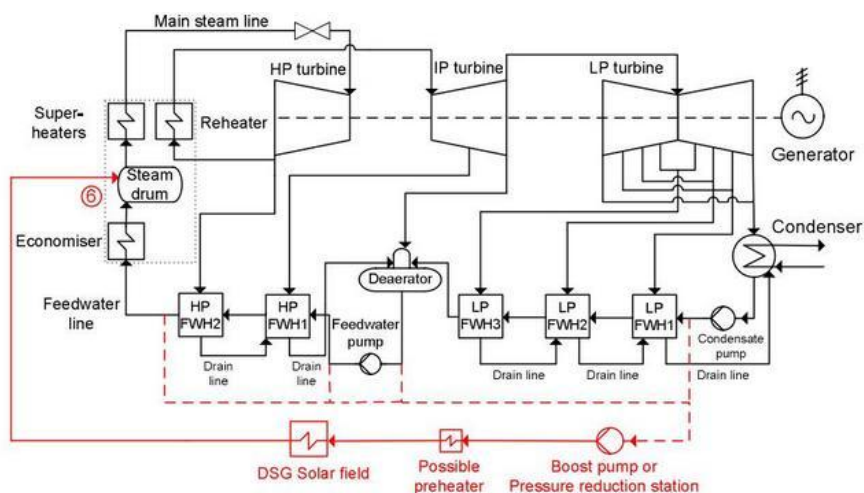 Main steam line
HP turbine
IP turbine
LP turbine
Super-
heaters
Reheater
Generator
Steam
drum
⑥
Economiser
Condenser
Deaerator
Feedwater
line
HP
FWH2
HP
FWH1
Feedwater
pump
LP
FWH3
LP
FWH2
LP
FWH1
Condensate
pump
Drain
line
Drain
line
Drain line
Drain line
Drain line
DSG Solar field
Possible
preheater
Boost pump or
Pressure reduction station